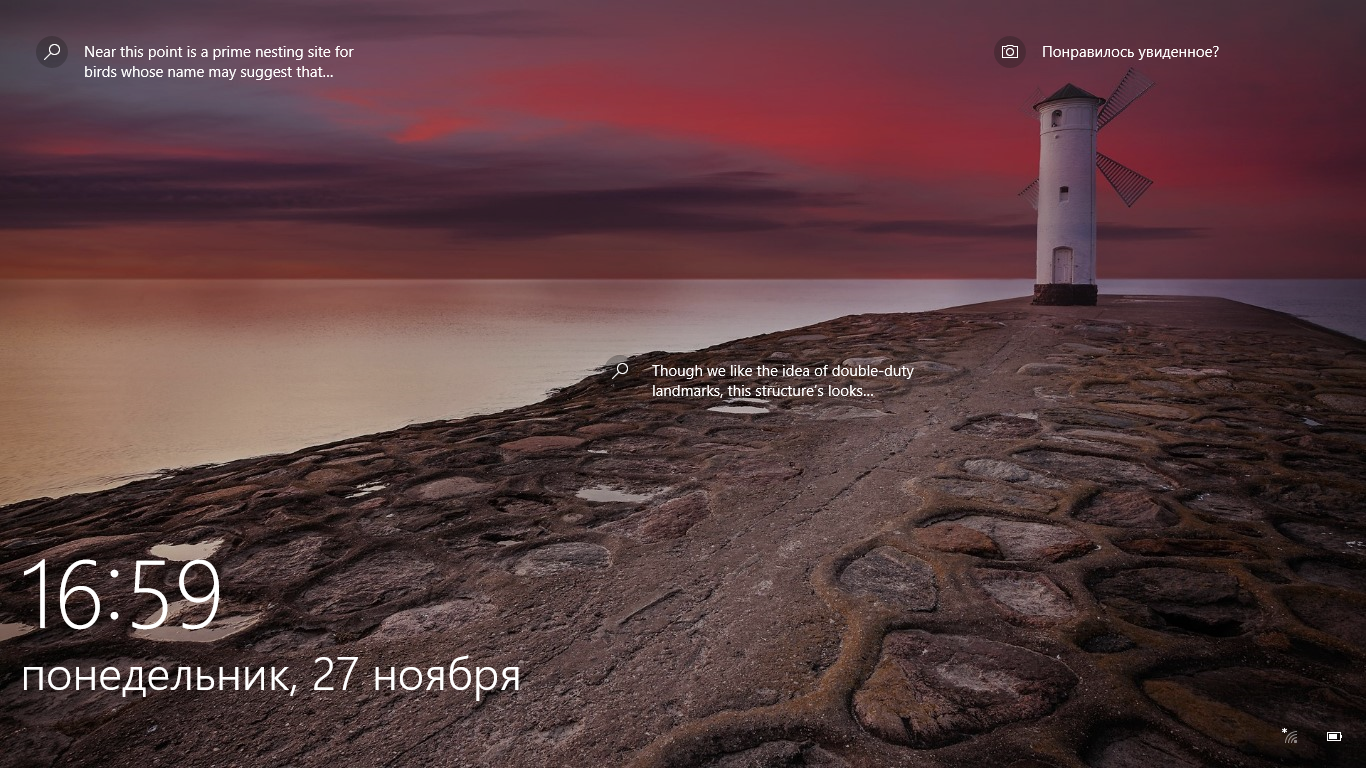 Near this point is a prime nesting site for
birds whose name may suggest that...
Понравилось увиденное?
Though we like the idea of double-duty
landmarks, this structure's looks...
16:59
понедельник, 27 ноября